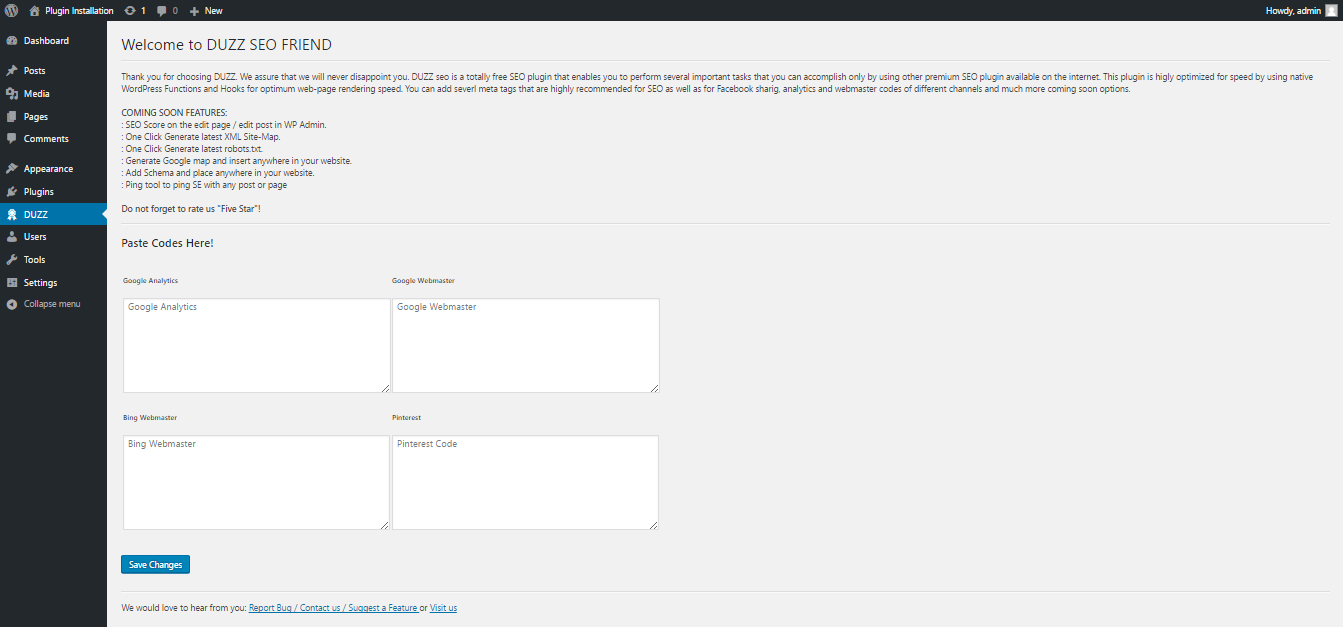 Plugin Installation 1 0 New Howdy, admin
Dashboard
Posts
Media
Pages
Comments
Appearance
Plugins
DUZZ
Users
Tools
Settings
Collapse menu
Welcome to DUZZ SEO FRIEND
Thank you for choosing DUZZ. We assure that we will never disappoint you. DUZZ seo is a totally free SEO plugin that enables you to perform several important tasks that you can accomplish only by using other premium SEO plugin available on the internet. This plugin is higly optimized for speed by using native
WordPress Functions and Hooks for optimum web-page rendering speed. You can add severl meta tags that are highly recommended for SEO as well as for Facebook sharig, analytics and webmaster codes of different channels and much more coming soon options.
COMING SOON FEATURES:
: SEO Score on the edit page / edit post in WP Admin.
: One Click Generate latest XML Site-Map.
: One Click Generate latest robots.txt.
: Generate Google map and insert anywhere in your website.
: Add Schema and place anywhere in your website.
: Ping tool to ping SE with any post or page
Do not forget to rate us "Five Star"!
Paste Codes Here!
Google Analytics Google Webmaster
Google Analytics Google Webmaster
Bing Webmaster Pinterest
Bing Webmaster Pinterest Code
Save Changes
We would love to hear from you: Report Bug / Contact us / Suggest a Feature or Visit us